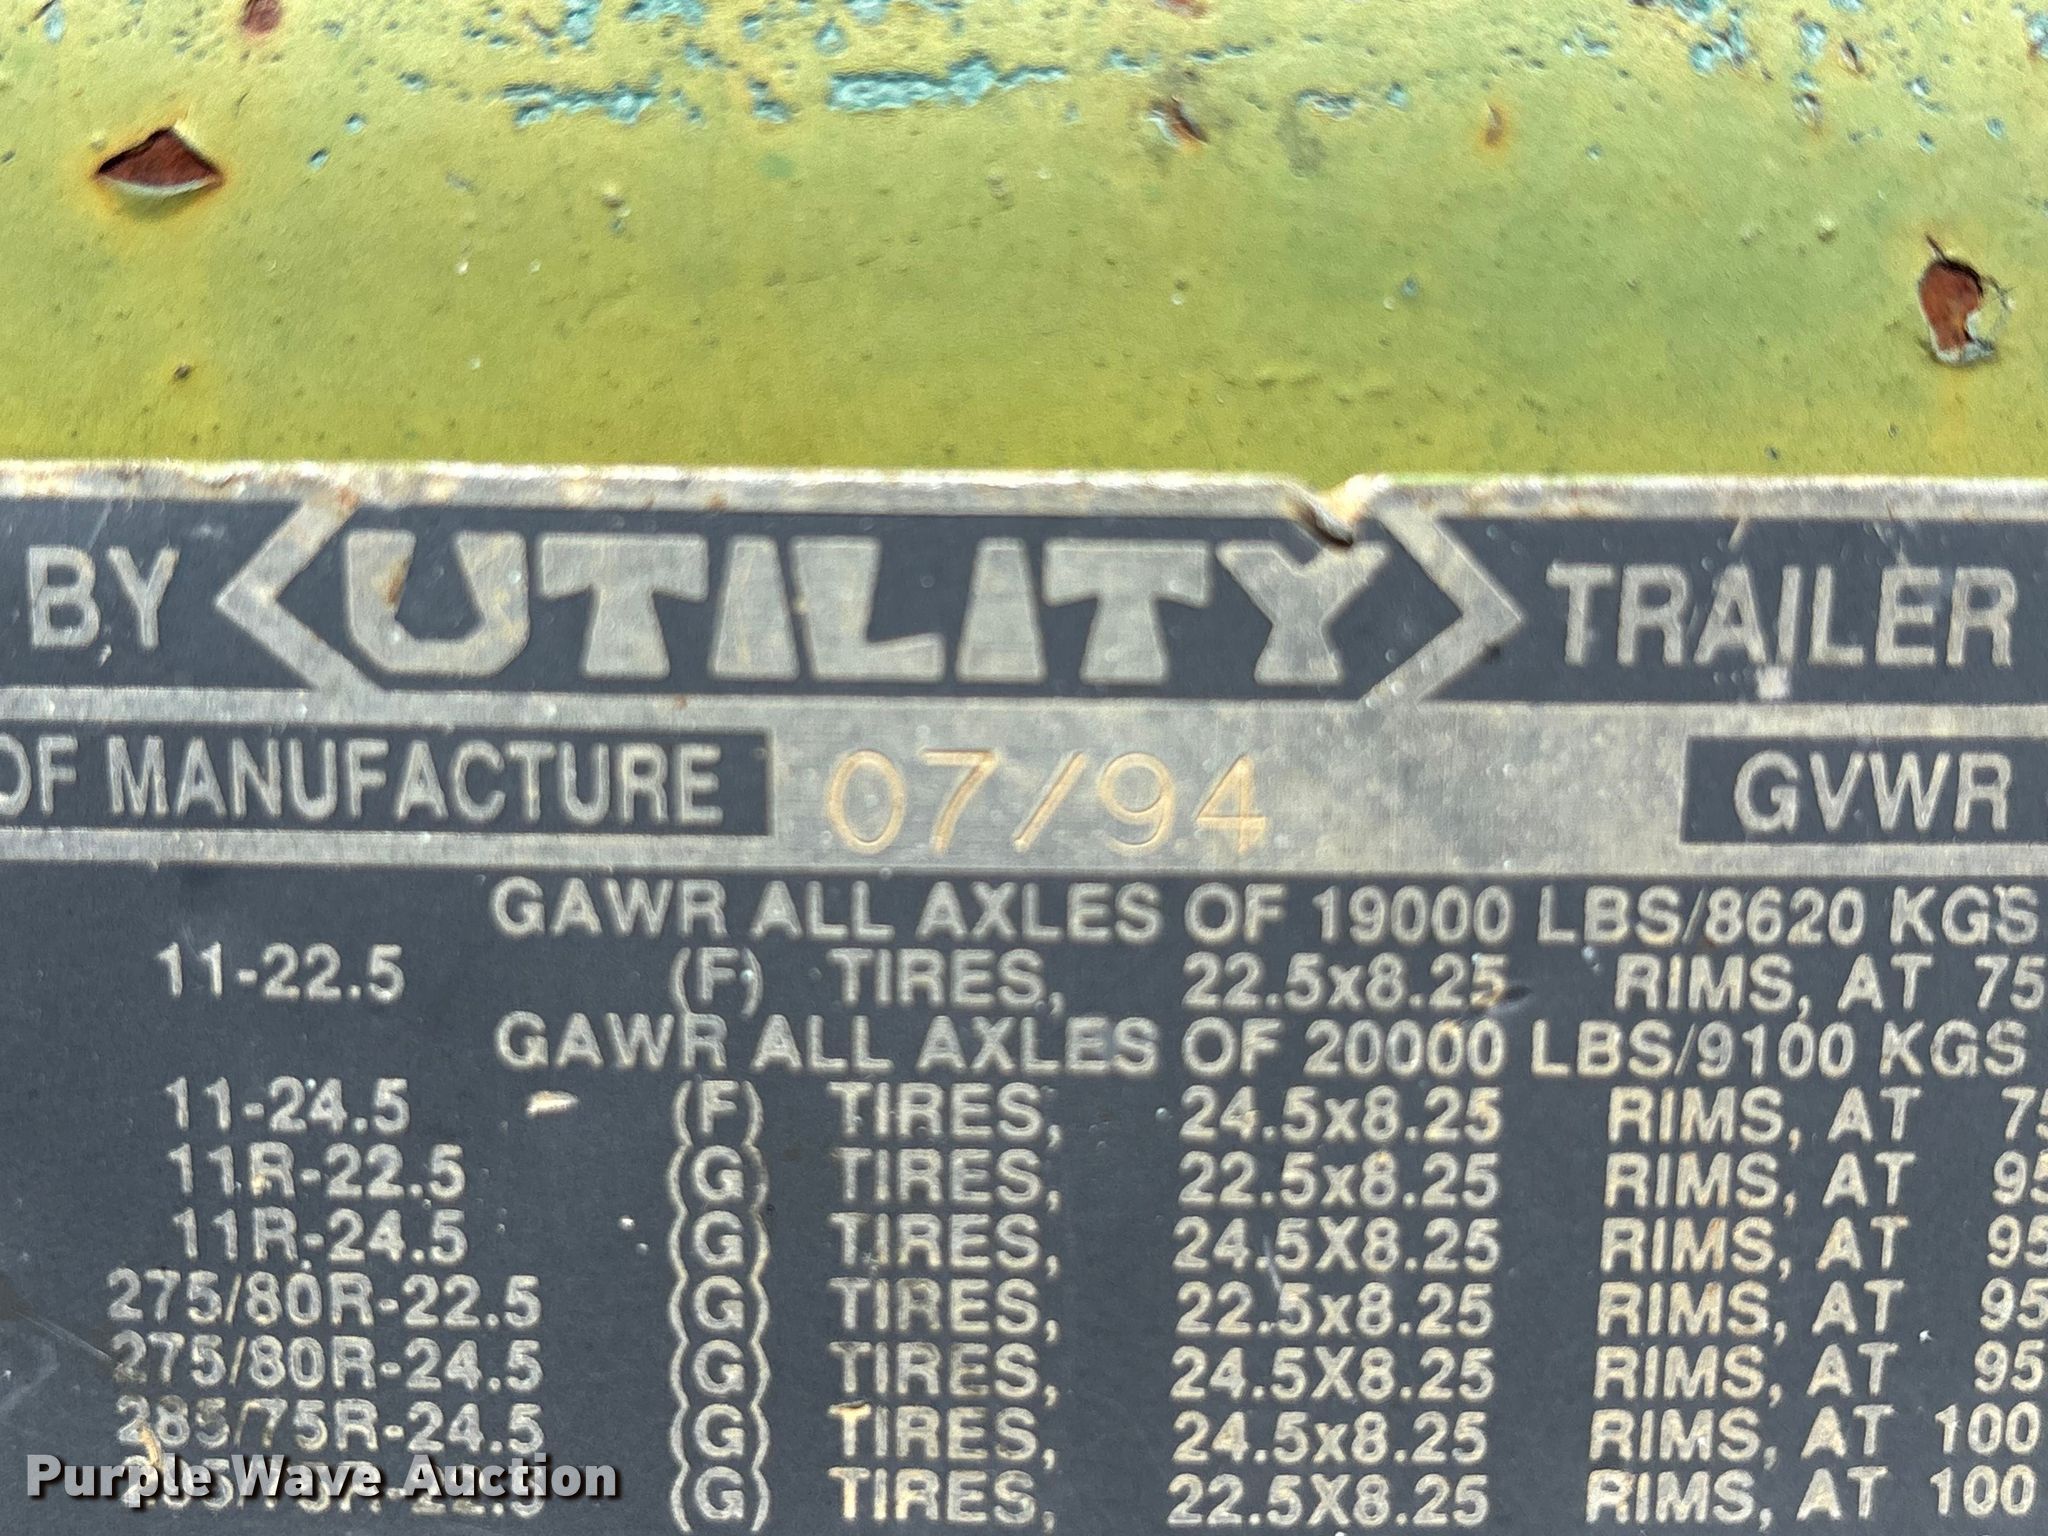 BY UTILITY TRAILER
OF MANUFACTURE 07/94 GVWR
GAWR ALL AXLES OF 19000 LBS/8620 KGS
11-22.5 (F) TIRES, 22.5x8.25 RIMS, AT 75
GAWR ALL AXLES OF 20000 LBS/9100 KGS
11-24.5 (F) TIRES, 24.5x8.25 RIMS, AT 75
11R-22.5 (G) TIRES, 22.5x8.25 RIMS, AT 95
11R-24.5 (G) TIRES, 24.5X8.25 RIMS, AT 95
275/80R-22.5 (G) TIRES, 22.5x8.25 RIMS, AT 95
275/80R-24.5 (G) TIRES, 24.5X8.25 RIMS, AT 95
285/75R-24.5 (G) TIRES, 24.5x8.25 RIMS, AT 100
(G) TIRES, 22.5X8.25 RIMS, AT 100
Purple Wave Auction